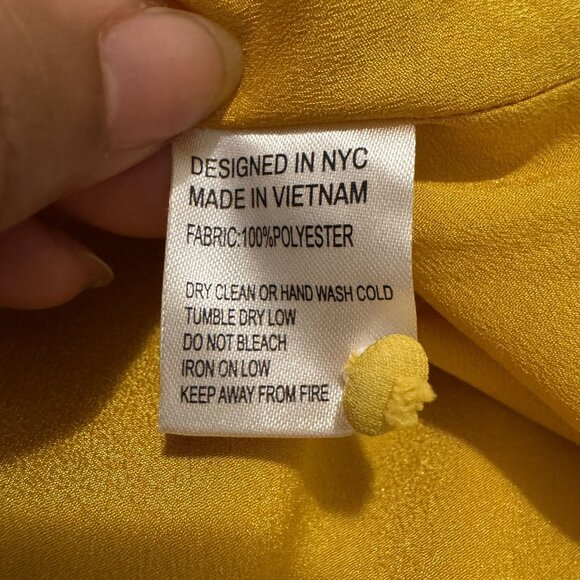 DESIGNED IN NYC
MADE IN VIETNAM
FABRIC:100%POLYESTER
DRY CLEAN OR HAND WASH COLD
TUMBLE DRY LOW
DO NOT BLEACH
IRON ON LOW
KEEP AWAY FROM FIRE